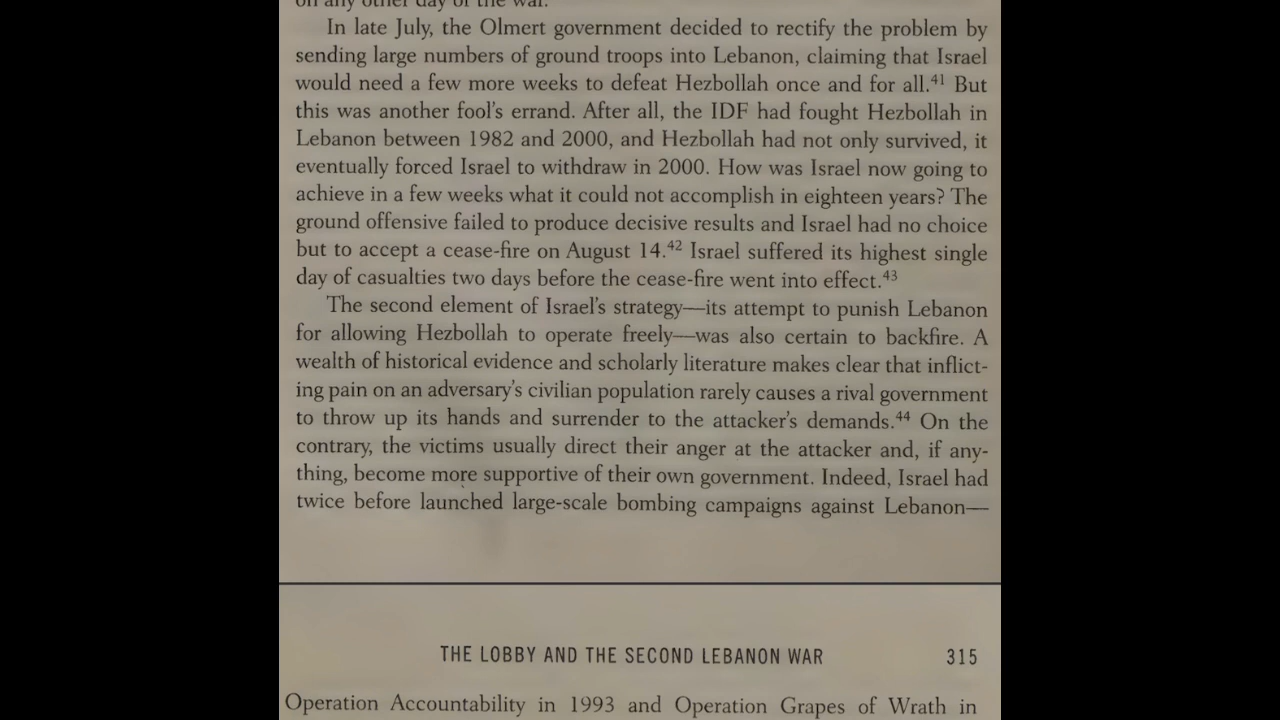 on any other day of the war.
In late July, the Olmert government decided to rectify the problem by
sending large numbers of ground troops into Lebanon, claiming that Israel
would need a few more weeks to defeat Hezbollah once and for all.⁴¹ But
this was another fool's errand. After all, the IDF had fought Hezbollah in
Lebanon between 1982 and 2000, and Hezbollah had not only survived, it
eventually forced Israel to withdraw in 2000. How was Israel now going to
achieve in a few weeks what it could not accomplish in eighteen years? The
ground offensive failed to produce decisive results and Israel had no choice
but to accept a cease-fire on August 14.⁴² Israel suffered its highest single
day of casualties two days before the cease-fire went into effect.⁴³
The second element of Israel's strategy—its attempt to punish Lebanon
for allowing Hezbollah to operate freely—was also certain to backfire. A
wealth of historical evidence and scholarly literature makes clear that inflict-
ing pain on an adversary's civilian population rarely causes a rival government
to throw up its hands and surrender to the attacker's demands.⁴⁴ On the
contrary, the victims usually direct their anger at the attacker and, if any-
thing, become more supportive of their own government. Indeed, Israel had
twice before launched large-scale bombing campaigns against Lebanon—
THE LOBBY AND THE SECOND LEBANON WAR 315
Operation Accountability in 1993 and Operation Grapes of Wrath in